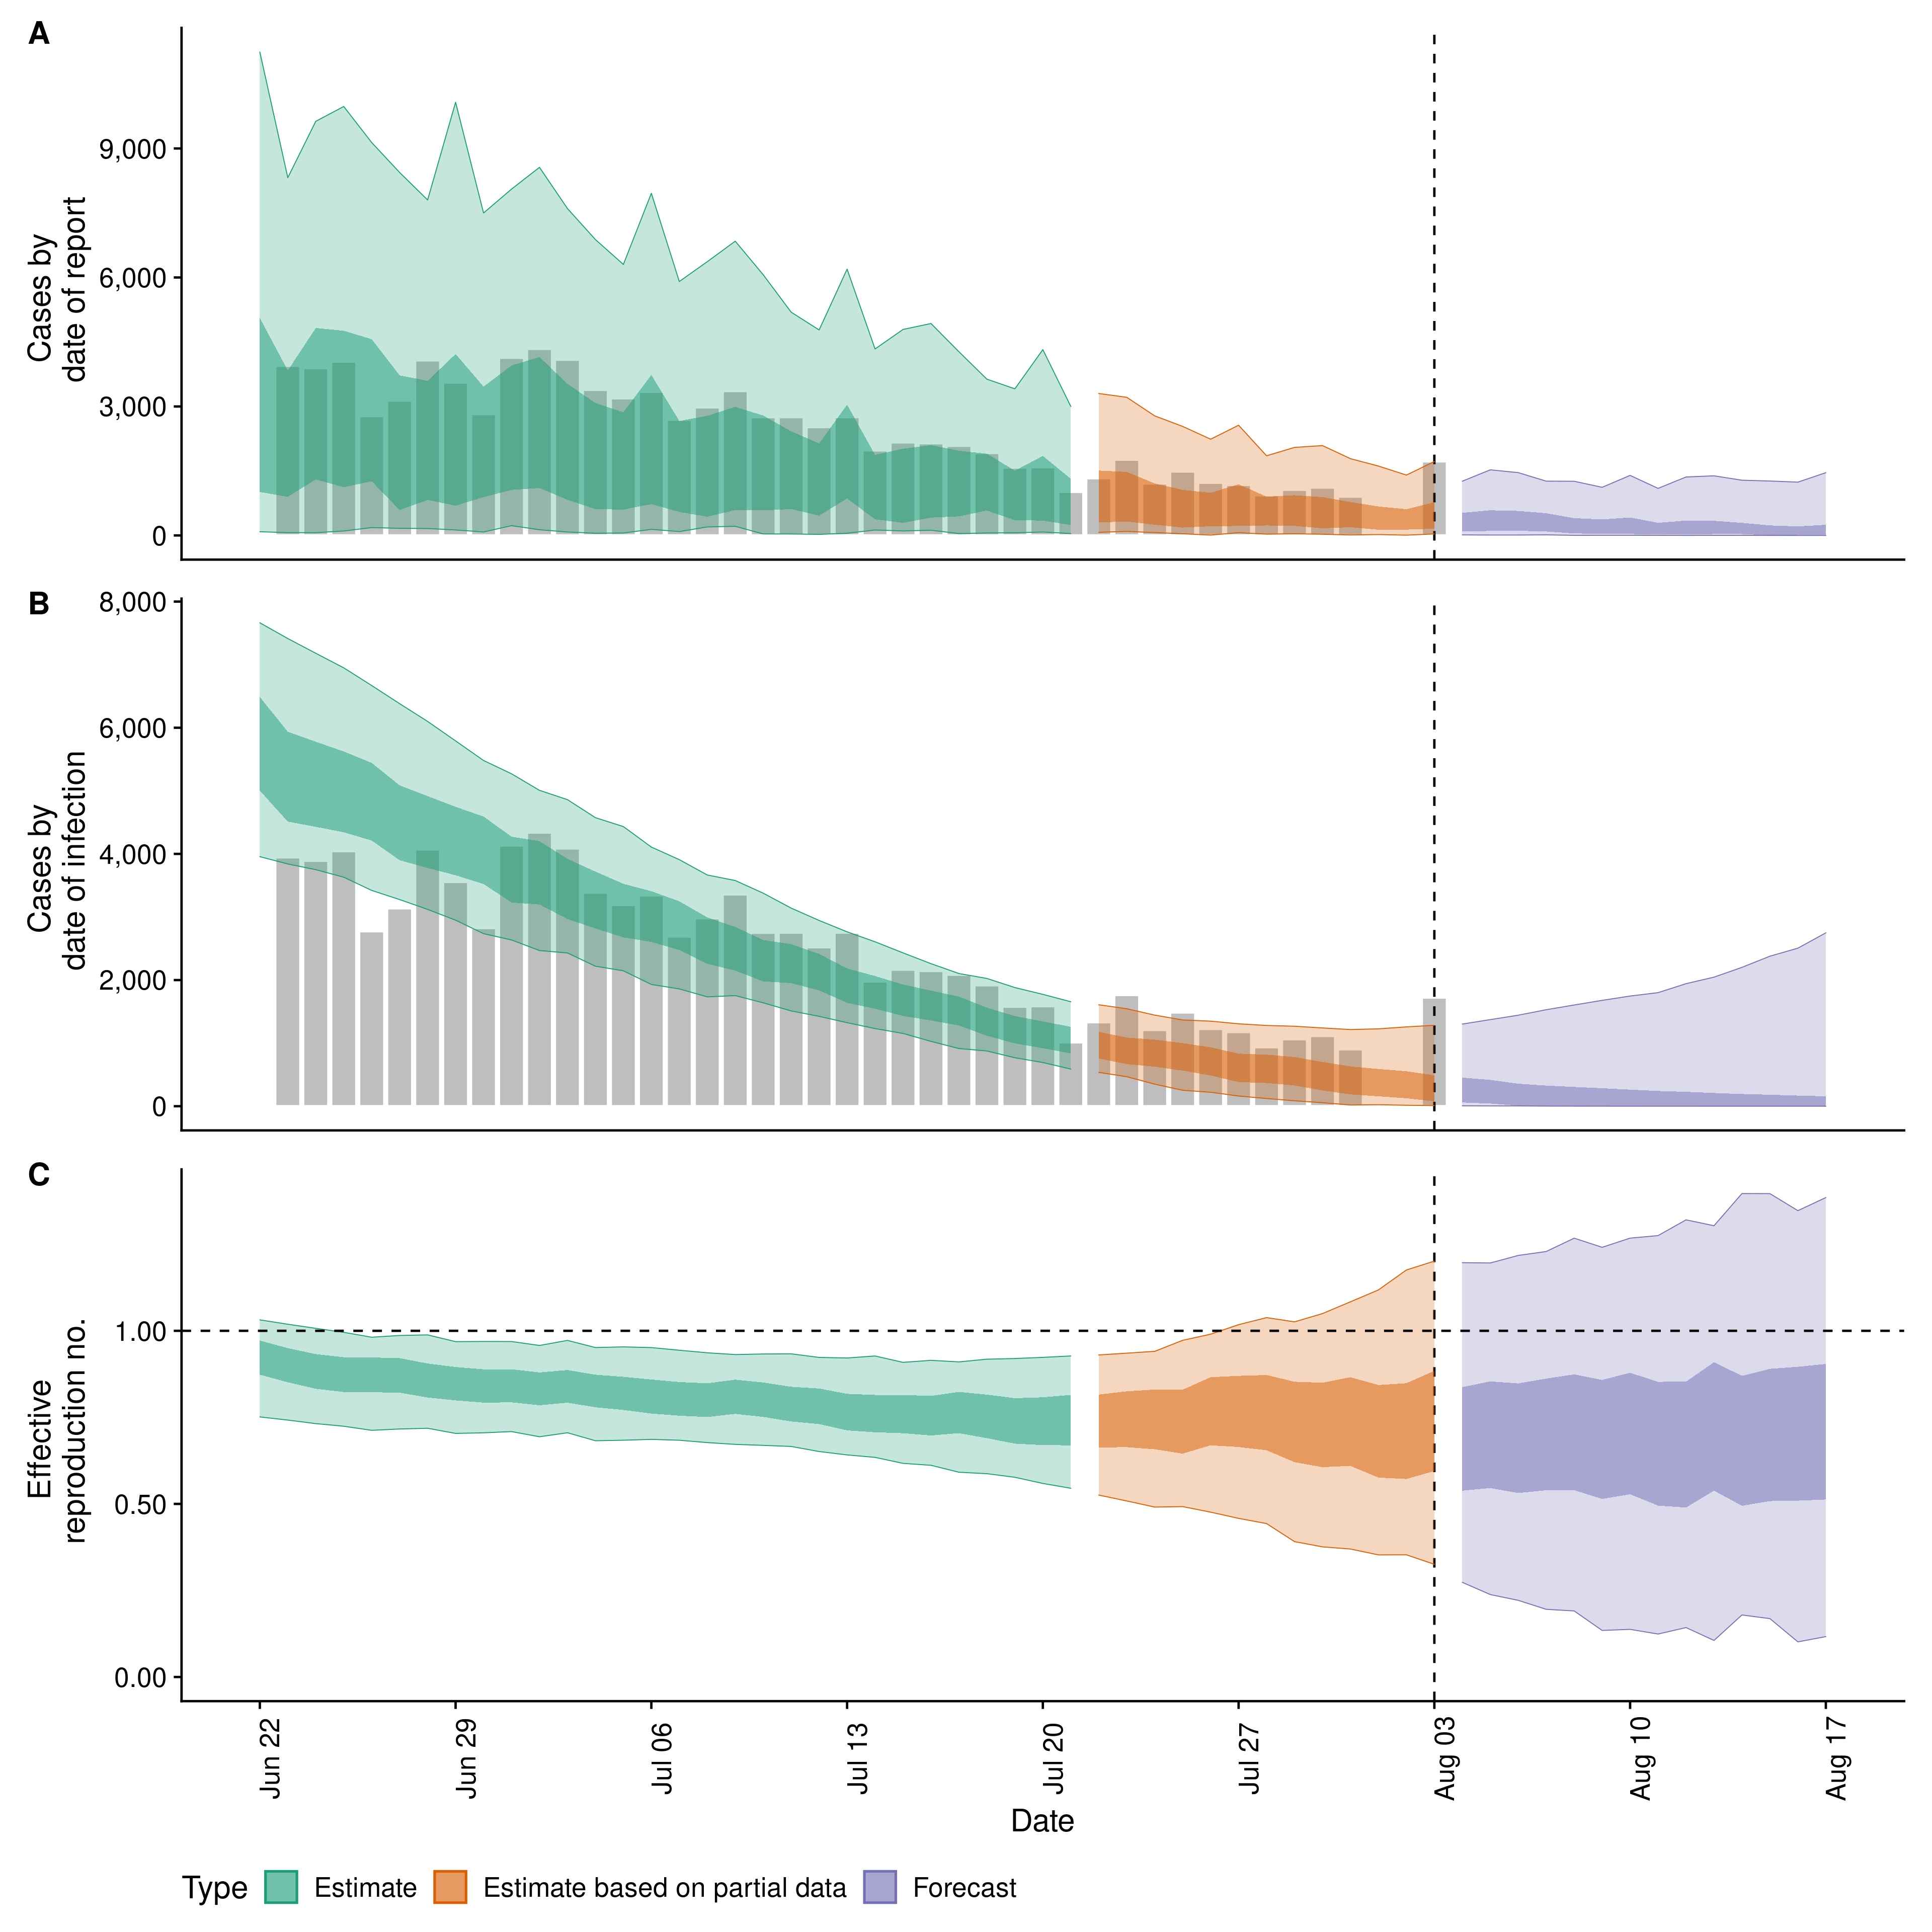 A
Cases by
date of report
9,000
6,000
3,000
0
B
Cases by
date of infection
8,000
6,000
4,000
2,000
0
C
Effective
reproduction no.
1.00
0.50
0.00
Jun 22
Jun 29
Jul 06
Jul 13
Jul 20
Jul 27
Aug 03
Aug 10
Aug 17
Date
Type Estimate Estimate based on partial data Forecast